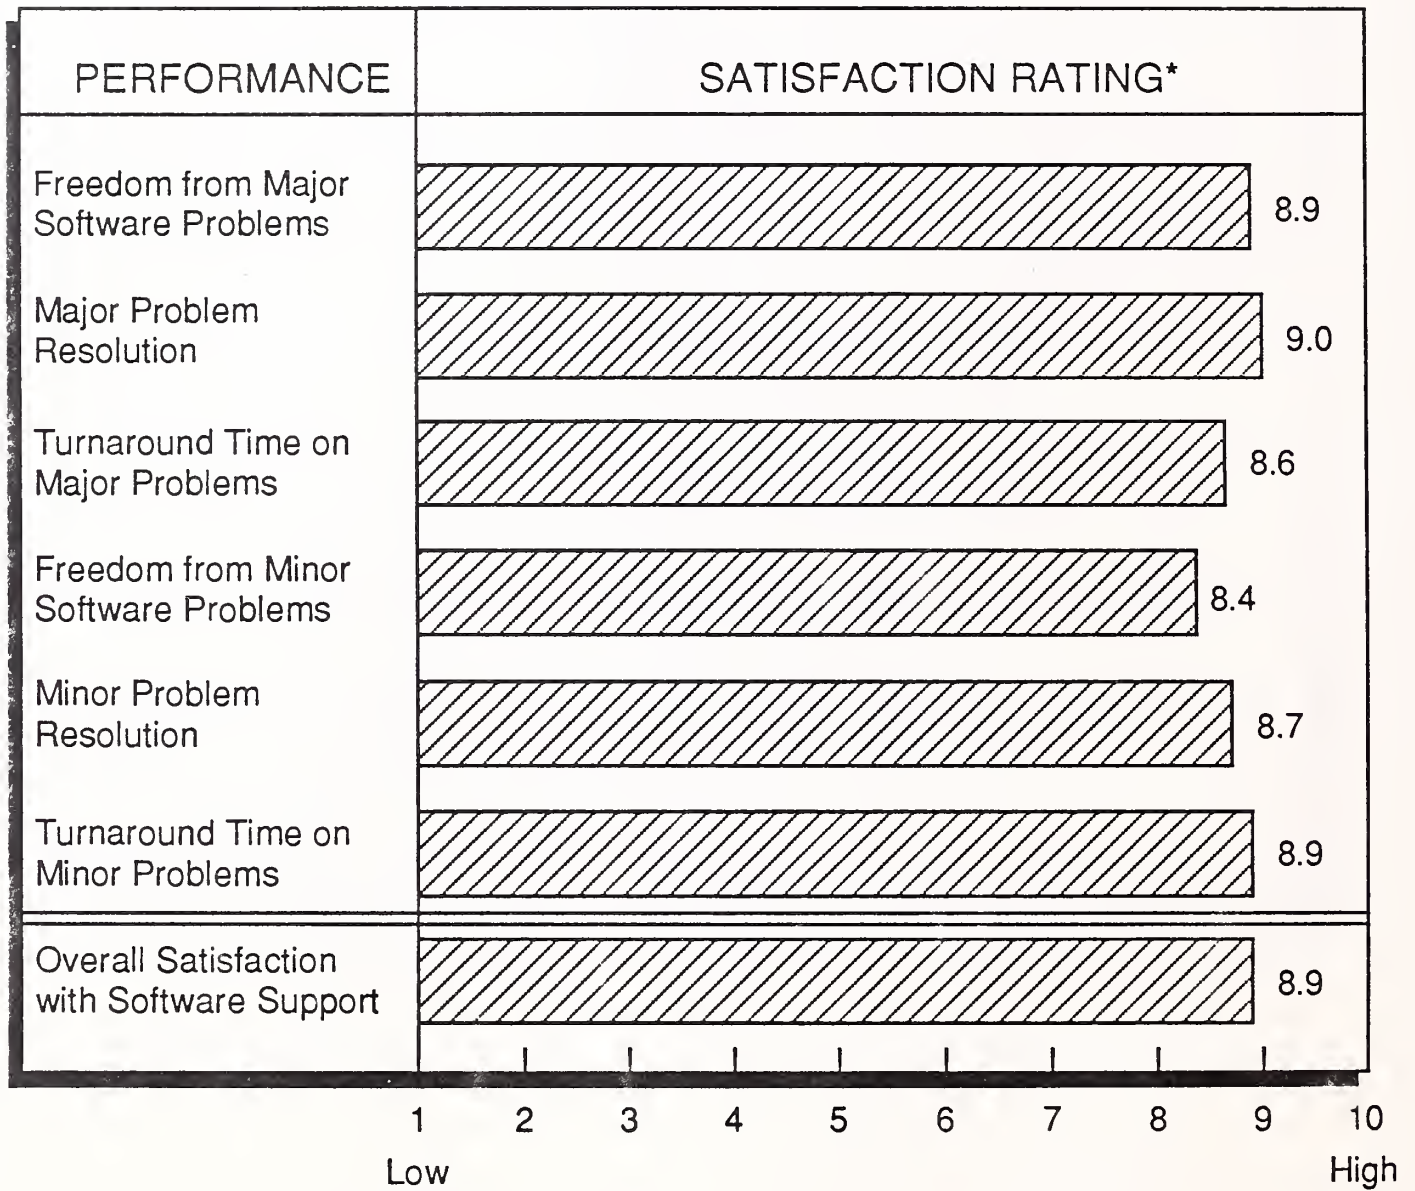 PERFORMANCE
SATISFACTION RATING*
Freedom from Major
Software Problems
8.9
Major Problem
Resolution
9.0
Turnaround Time on
Major Problems
8.6
Freedom from Minor
Software Problems
8.4
Minor Problem
Resolution
8.7
Turnaround Time on
Minor Problems
8.9
Overall Satisfaction
with Software Support
8.9
1 2 3 4 5 6 7 8 9 10
Low High